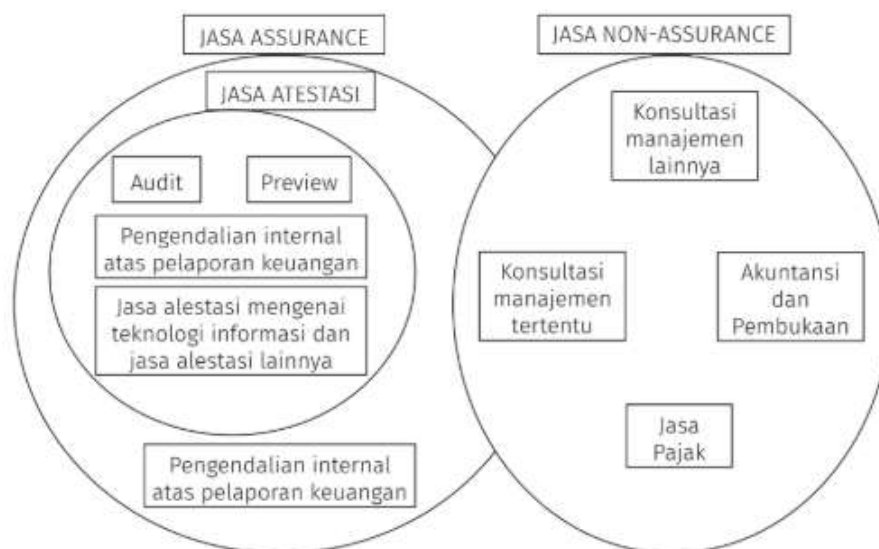 JASA ASSURANCE
JASA ATESTASI
Audit
Preview
Pengendalian internal
atas pelaporan keuangan
Jasa alestasi mengenai
teknologi informasi dan
jasa alestasi lainnya
Pengendalian internal
atas pelaporan keuangan
JASA NON-ASSURANCE
Konsultasi
manajemen
lainnya
Konsultasi
manajemen
tertentu
Akuntansi
dan
Pembukaan
Jasa
Pajak